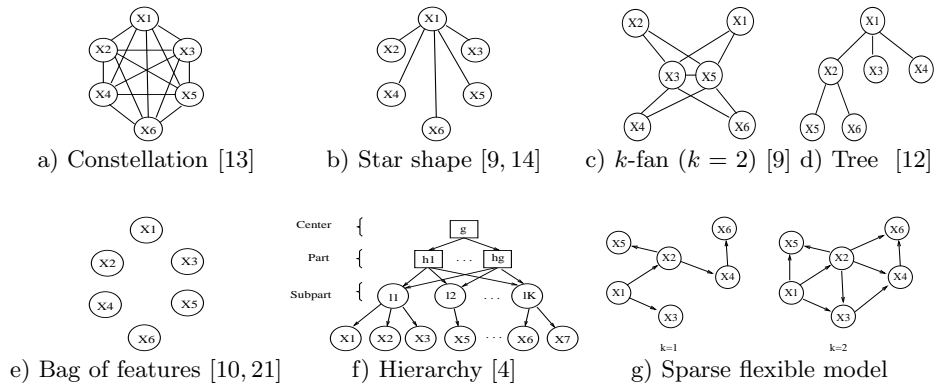 X1
X2 X3
X4 X5
X6
a) Constellation [13]
X1
X2 X3
X4 X5
X6
b) Star shape [9, 14]
X2 X1
X3 X5
X4 X6
c) k-fan (k = 2) [9]
X1
X2 X3 X4
X5 X6
d) Tree [12]
X1
X2 X3
X4 X5
X6
e) Bag of features [10, 21]
Center { g
Part { h1 . . . hg
Subpart { l1 l2 . . . lK
X1 X2 X3 X5 . . . X6 X7
f) Hierarchy [4]
X6
X5 X2
X4
X1
X3
k=1
X5 X6
X2
X4
X1
X3
k=2
g) Sparse flexible model